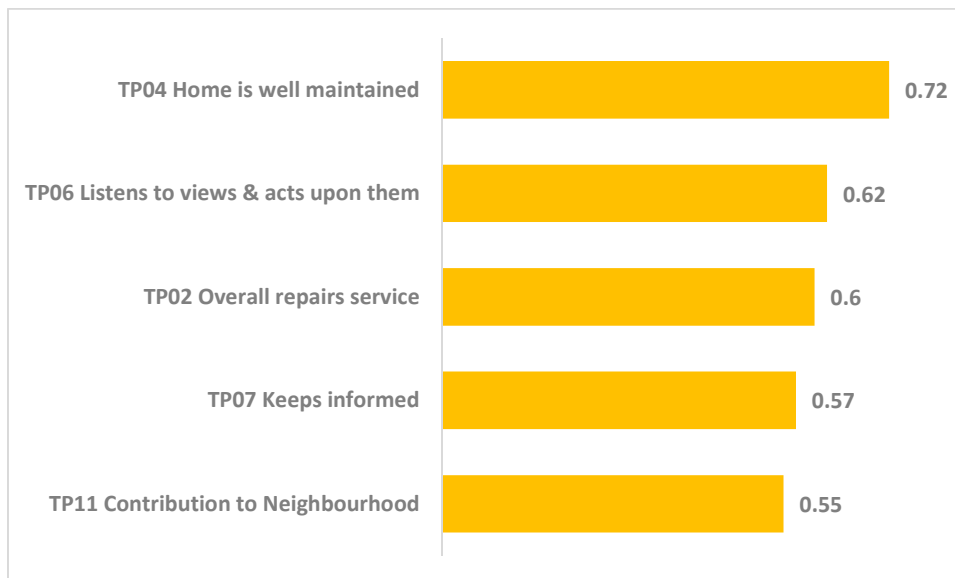 TP04 Home is well maintained 0.72
TP06 Listens to views & acts upon them 0.62
TP02 Overall repairs service 0.6
TP07 Keeps informed 0.57
TP11 Contribution to Neighbourhood 0.55